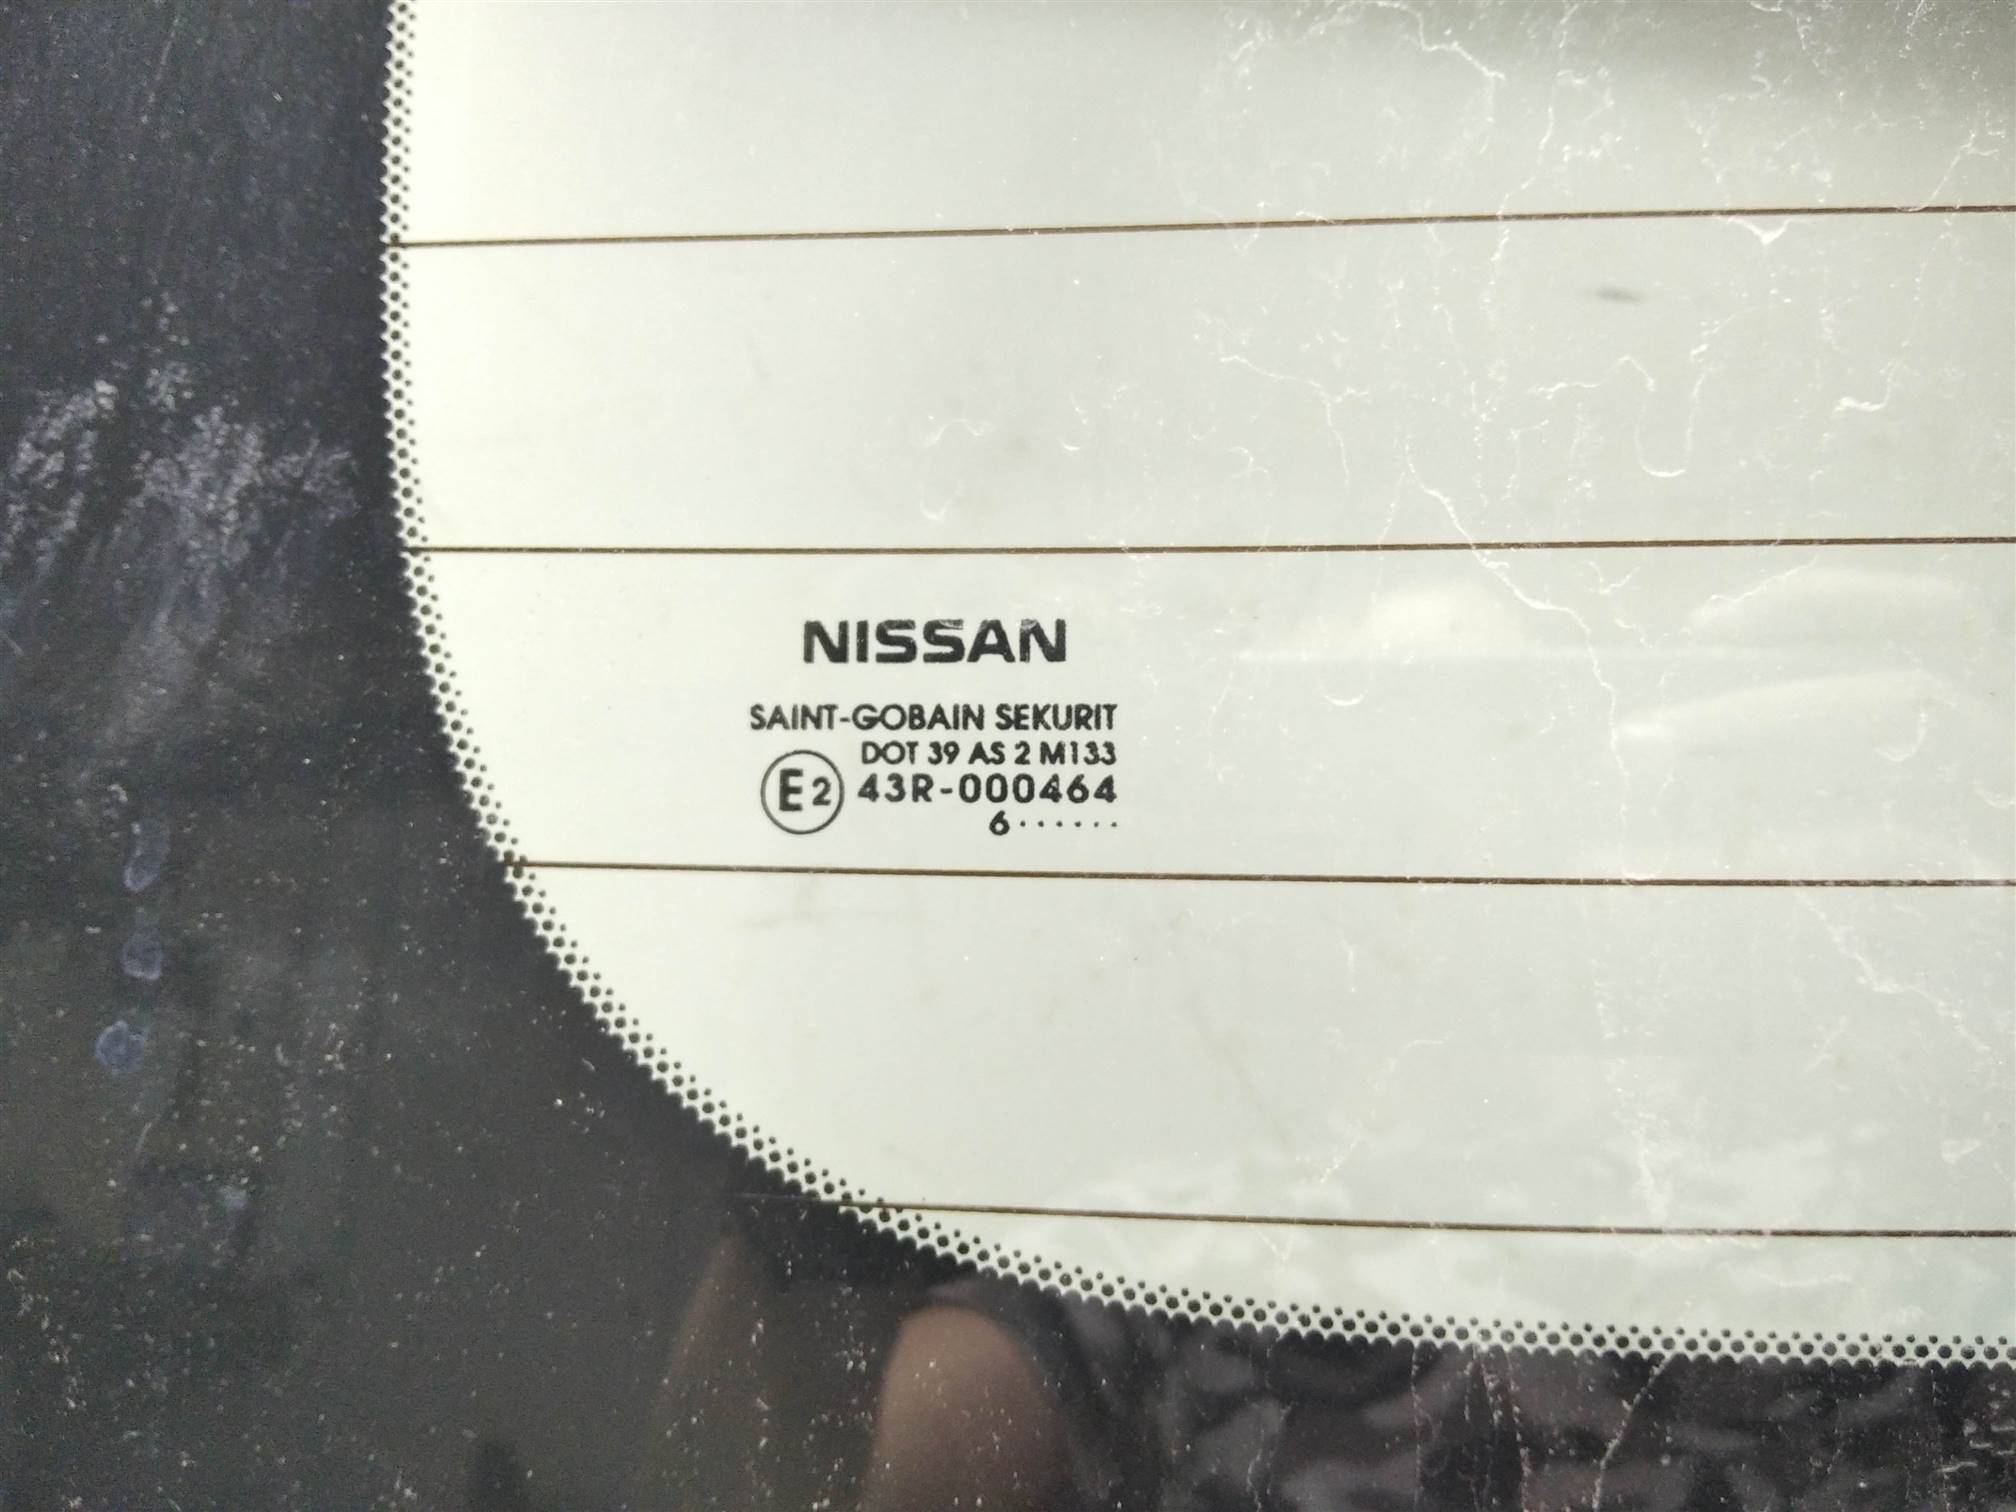 NISSAN
SAINT-GOBAIN SEKURIT
DOT 39 AS 2 M133
E2 43R-000464
6······